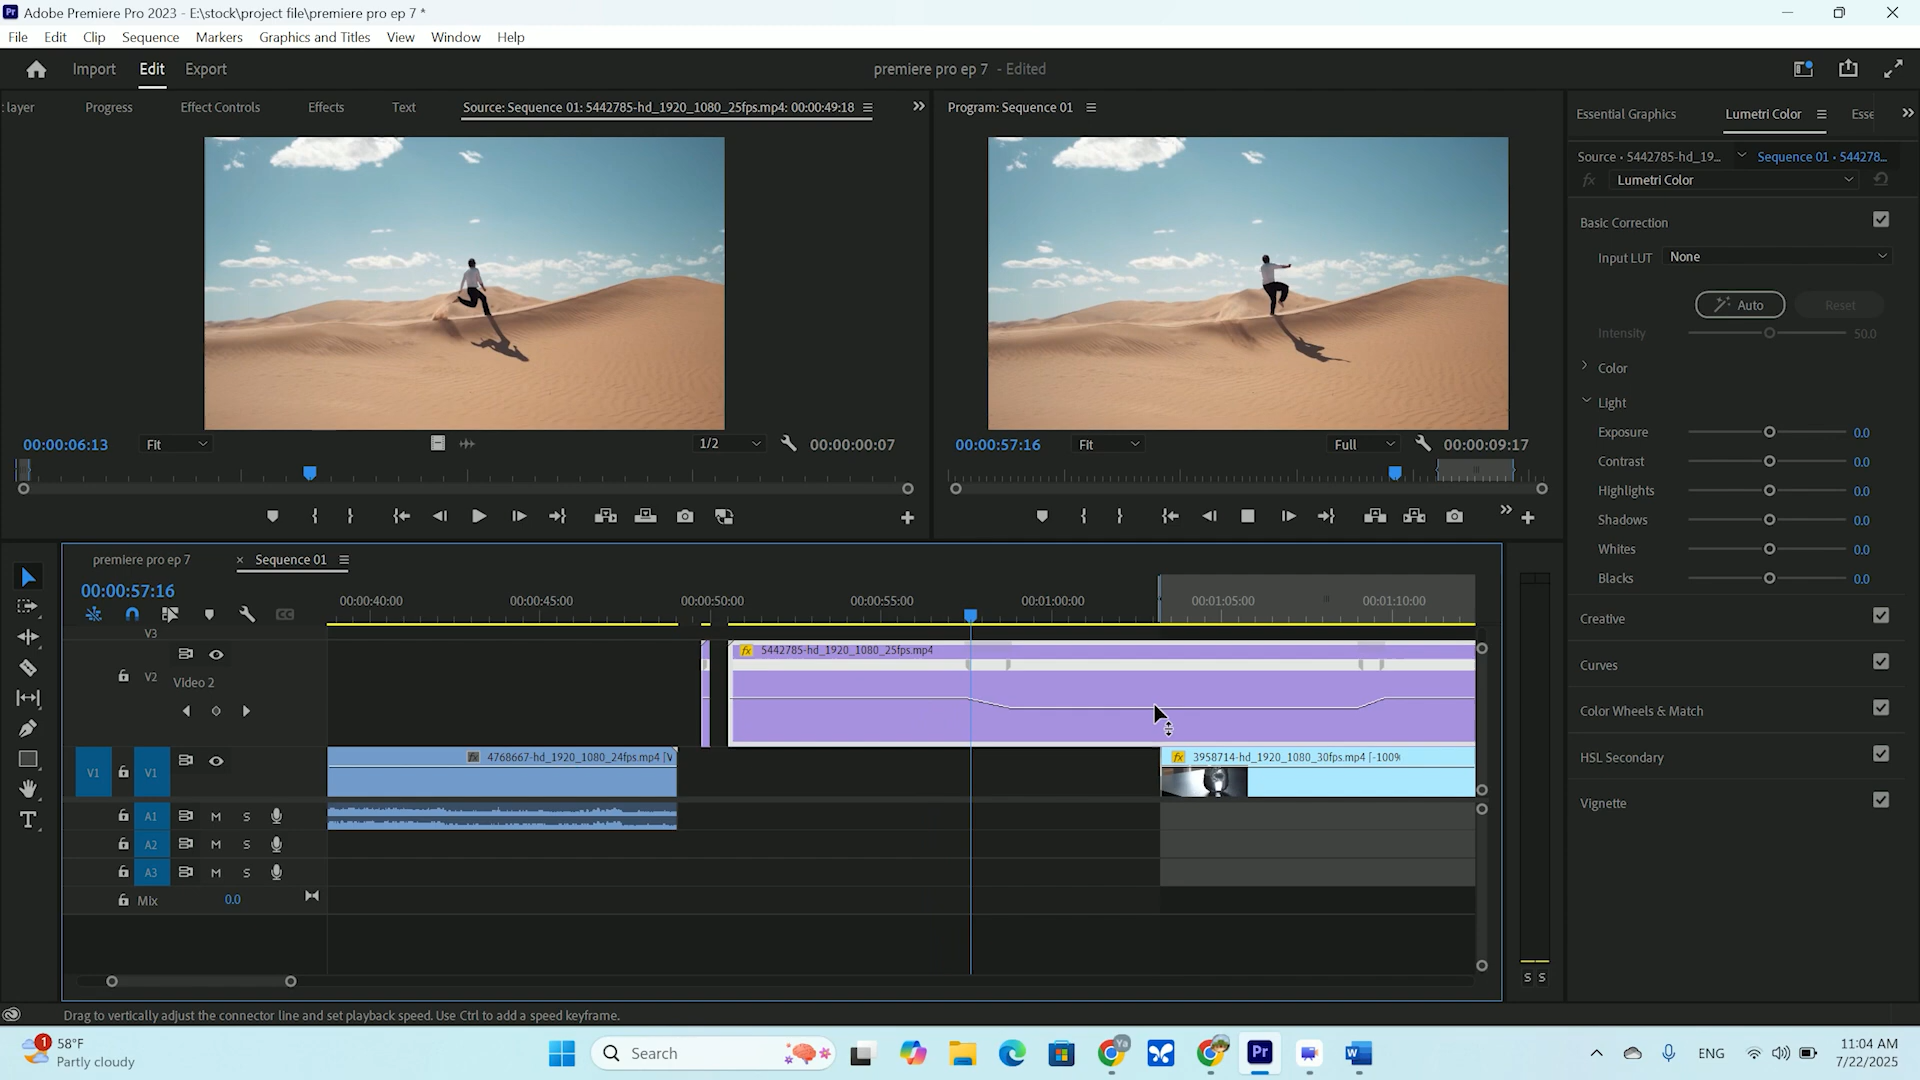 Adobe Premiere Pro 2023 - E:\stock\project file\premiere pro ep 7 *
File Edit Clip Sequence Markers Graphics and Titles View Window Help
Import Edit Export
premiere pro ep 7 - Edited
: layer Progress Effect Controls Effects Text Source: Sequence 01: 5442785-hd_1920_1080_25fps.mp4: 00:00:49:18
Program: Sequence 01
00:00:06:13 Fit 1/2 00:00:00:07
00:00:57:16 Fit Full 00:00:09:17
Essential Graphics Lumetri Color Esse
Source • 5442785-hd_19... Sequence 01 • 544278...
fx Lumetri Color
Basic Correction
Input LUT None
Auto Reset
Intensity 50.0
Color
Light
Exposure 0.0
Contrast 0.0
Highlights 0.0
Shadows 0.0
Whites 0.0
Blacks 0.0
Creative
Curves
Color Wheels & Match
HSL Secondary
Vignette
premiere pro ep 7 × Sequence 01
00:00:57:16
00:00:40:00 00:00:45:00 00:00:50:00 00:00:55:00 00:01:00:00 00:01:05:00 00:01:10:00
CC
V3
fx 5442785-hd_1920_1080_25fps.mp4
V2 Video 2
V1 V1
fx 4768667-hd_1920_1080_24fps.mp4 [V
fx 3958714-hd_1920_1080_30fps.mp4 [-100%
A1 M S
A2 M S
A3 M S
Mix 0.0
S S
Drag to vertically adjust the connector line and set playback speed. Use Ctrl to add a speed keyframe.
1
58°F
Partly cloudy
Search
Ya
Pr
W
ENG
11:04 AM
7/22/2025